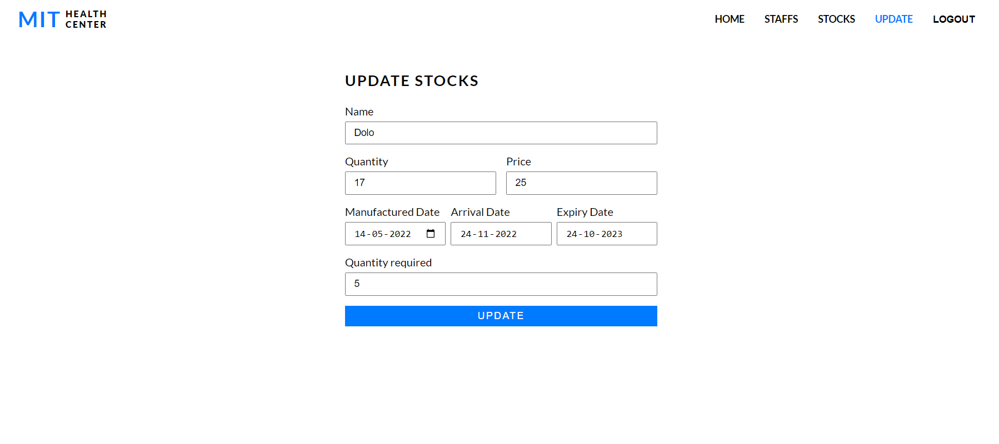 MIT HEALTH CENTER
HOME STAFFS STOCKS UPDATE LOGOUT
UPDATE STOCKS
Name
Dolo
Quantity Price
17 25
Manufactured Date Arrival Date Expiry Date
14-05-2022 24-11-2022 24-10-2023
Quantity required
5
UPDATE